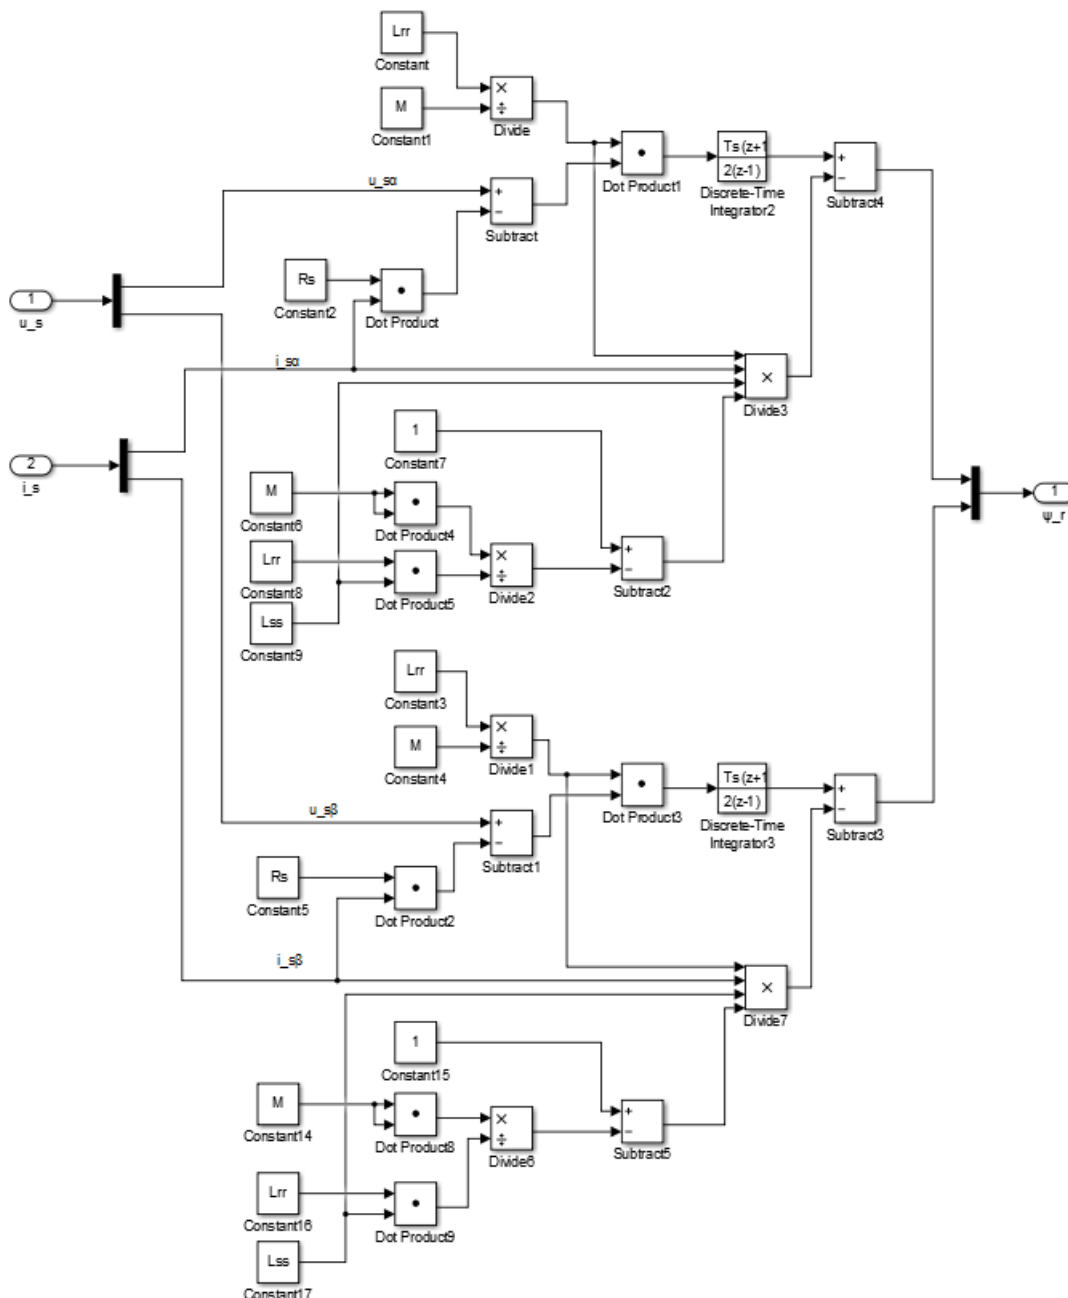 Lrr
Constant
M
Constant1
×
÷
Divide
Dot Product1
Ts(z+1
2(z-1)
Discrete-Time
Integrator2
+
−
Subtract4
u_sα
+
−
Subtract
Rs
Constant2
Dot Product
1
u_s
i_sα
×
Divide3
1
Constant7
2
i_s
M
Constant6
Dot Product4
Lrr
Constant8
Dot Product5
×
÷
Divide2
+
−
Subtract2
Lss
Constant9
1
ψ_r
Lrr
Constant3
M
Constant4
×
÷
Divide1
Dot Product3
Ts(z+1
2(z-1)
Discrete-Time
Integrator3
+
−
Subtract3
u_sβ
+
−
Subtract1
Rs
Constant5
Dot Product2
i_sβ
×
Divide7
1
Constant15
M
Constant14
Dot Product8
×
÷
Divide6
+
−
Subtract5
Lrr
Constant16
Dot Product9
Lss
Constant17